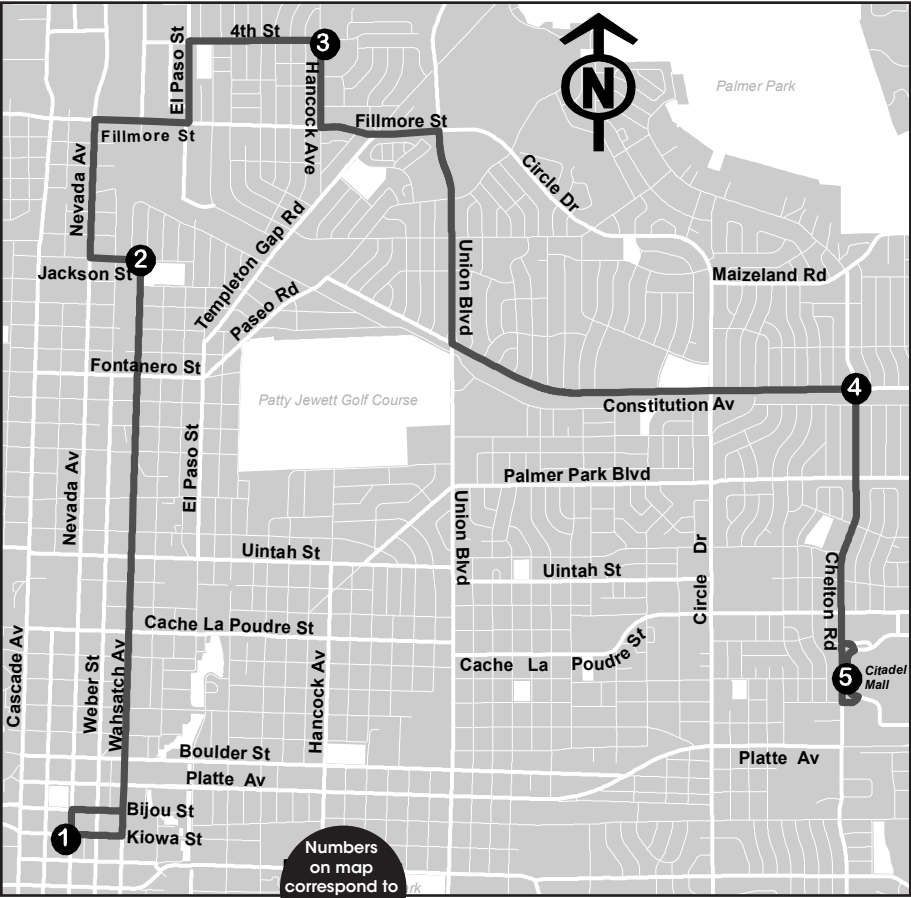 4th St
3
El Paso St
Hancock Ave
N
Palmer Park
Fillmore St
Fillmore St
Nevada Av
Circle Dr
2
Jackson St
Templeton Gap Rd
Paseo Rd
Union Blvd
Maizeland Rd
Fontanero St
4
Patty Jewett Golf Course
Constitution Av
El Paso St
Nevada Av
Palmer Park Blvd
Union Blvd
Uintah St
Uintah St
Circle Dr
Chelton Rd
Cache La Poudre St
Cache La Poudre St
Cascade Av
Weber St
Wahsatch Av
Hancock Av
5
Citadel
Mall
Boulder St
Platte Av
Platte Av
Bijou St
1
Kiowa St
Numbers
on map
correspond to